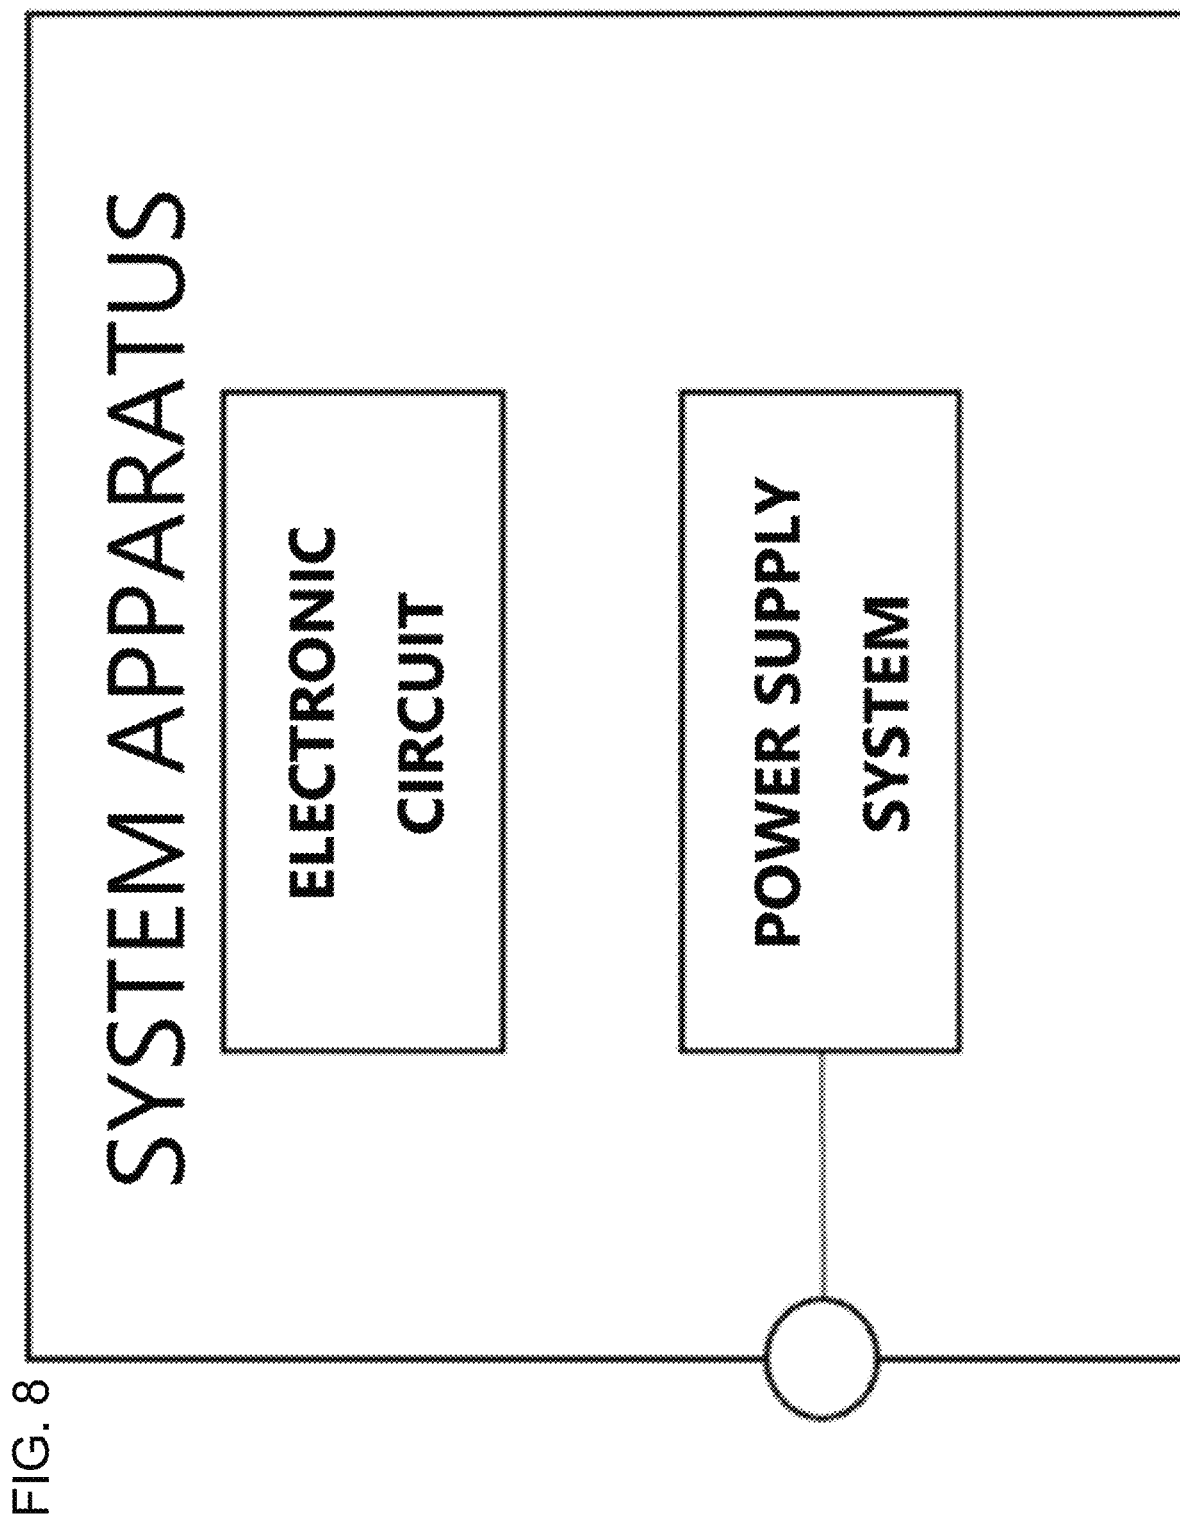 FIG. 8
SYSTEM APPARATUS
ELECTRONIC
CIRCUIT
POWER SUPPLY
SYSTEM